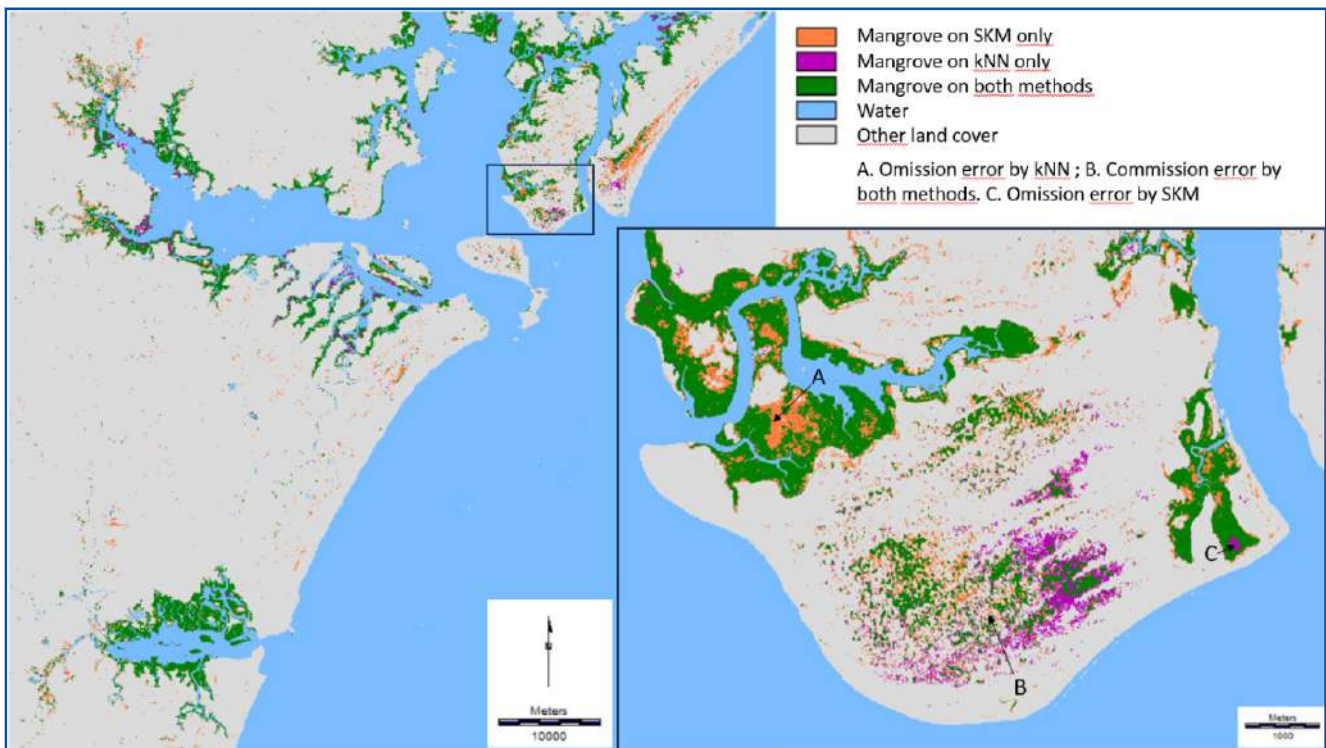 Mangrove on SKM only
Mangrove on kNN only
Mangrove on both methods
Water
Other land cover
A. Omission error by kNN ; B. Commission error by
both methods. C. Omission error by SKM
A
C
B
Meters
10000
Meters
1000